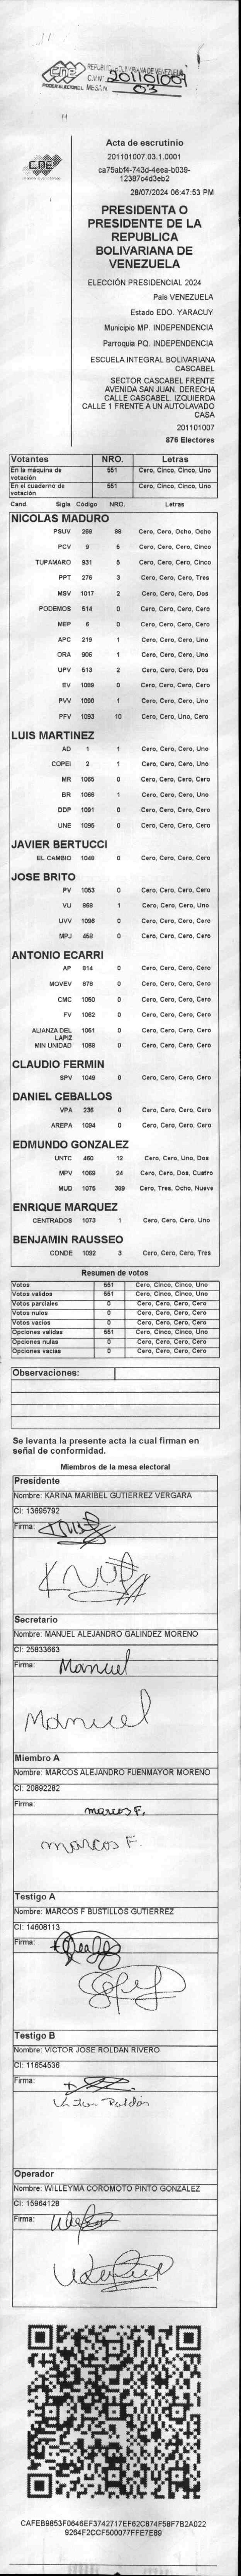 CNE
PODER ELECTORAL
REPUBLICA BOLIVARIANA DE VENEZUELA
C.V.Nº 201101007
MESA N 03
CNE
Acta de escrutinio
201101007.03.1.0001
ca75abf4-743d-4eea-b039-
12387c4d3eb2
28/07/2024 06:47:53 PM
PRESIDENTA O
PRESIDENTE DE LA
REPUBLICA
BOLIVARIANA DE
VENEZUELA
ELECCIÓN PRESIDENCIAL 2024
Pais VENEZUELA
Estado EDO. YARACUY
Municipio MP. INDEPENDENCIA
Parroquia PQ. INDEPENDENCIA
ESCUELA INTEGRAL BOLIVARIANA
CASCABEL
SECTOR CASCABEL FRENTE
AVENIDA SAN JUAN. DERECHA
CALLE CASCABEL. IZQUIERDA
CALLE 1 FRENTE A UN AUTOLAVADO
CASA
201101007
876 Electores
Votantes NRO. Letras
En la máquina de votación 551 Cero, Cinco, Cinco, Uno
En el cuaderno de votación 551 Cero, Cinco, Cinco, Uno
Cand. Sigla Código NRO. Letras
NICOLAS MADURO
PSUV 268 88 Cero, Cero, Ocho, Ocho
PCV 9 5 Cero, Cero, Cero, Cinco
TUPAMARO 931 5 Cero, Cero, Cero, Cinco
PPT 276 3 Cero, Cero, Cero, Tres
MSV 1017 2 Cero, Cero, Cero, Dos
PODEMOS 514 0 Cero, Cero, Cero, Cero
MEP 6 0 Cero, Cero, Cero, Cero
APC 219 1 Cero, Cero, Cero, Uno
ORA 906 1 Cero, Cero, Cero, Uno
UPV 513 2 Cero, Cero, Cero, Dos
EV 1089 0 Cero, Cero, Cero, Cero
PVV 1090 1 Cero, Cero, Cero, Uno
PFV 1093 10 Cero, Cero, Uno, Cero
LUIS MARTINEZ
AD 1 1 Cero, Cero, Cero, Uno
COPEI 2 1 Cero, Cero, Cero, Uno
MR 1065 0 Cero, Cero, Cero, Cero
BR 1066 1 Cero, Cero, Cero, Uno
DDP 1091 0 Cero, Cero, Cero, Cero
UNE 1095 0 Cero, Cero, Cero, Cero
JAVIER BERTUCCI
EL CAMBIO 1048 0 Cero, Cero, Cero, Cero
JOSE BRITO
PV 1053 0 Cero, Cero, Cero, Cero
VU 868 1 Cero, Cero, Cero, Uno
UVV 1096 0 Cero, Cero, Cero, Cero
MPJ 458 0 Cero, Cero, Cero, Cero
ANTONIO ECARRI
AP 814 0 Cero, Cero, Cero, Cero
MOVEV 878 0 Cero, Cero, Cero, Cero
CMC 1050 0 Cero, Cero, Cero, Cero
FV 1062 0 Cero, Cero, Cero, Cero
ALIANZA DEL LAPIZ 1051 0 Cero, Cero, Cero, Cero
MIN UNIDAD 1069 0 Cero, Cero, Cero, Cero
CLAUDIO FERMIN
SPV 1049 0 Cero, Cero, Cero, Cero
DANIEL CEBALLOS
VPA 236 0 Cero, Cero, Cero, Cero
AREPA 1094 0 Cero, Cero, Cero, Cero
EDMUNDO GONZALEZ
UNTC 460 12 Cero, Cero, Uno, Dos
MPV 1069 24 Cero, Cero, Dos, Cuatro
MUD 1075 389 Cero, Tres, Ocho, Nueve
ENRIQUE MARQUEZ
CENTRADOS 1073 1 Cero, Cero, Cero, Uno
BENJAMIN RAUSSEO
CONDE 1092 3 Cero, Cero, Cero, Tres
Resumen de votos
Votos 551 Cero, Cinco, Cinco, Uno
Votos validos 551 Cero, Cinco, Cinco, Uno
Votos parciales 0 Cero, Cero, Cero, Cero
Votos nulos 0 Cero, Cero, Cero, Cero
Votos vacios 0 Cero, Cero, Cero, Cero
Opciones validas 551 Cero, Cinco, Cinco, Uno
Opciones nulas 0 Cero, Cero, Cero, Cero
Opciones vacias 0 Cero, Cero, Cero, Cero
Observaciones:
Se levanta la presente acta la cual firman en
señal de conformidad.
Miembros de la mesa electoral
Presidente
Nombre: KARINA MARIBEL GUTIERREZ VERGARA
CI: 13695792
Firma:
Secretario
Nombre: MANUEL ALEJANDRO GALINDEZ MORENO
CI: 25833663
Firma: Manuel
Manuel
Miembro A
Nombre: MARCOS ALEJANDRO FUENMAYOR MORENO
CI: 20892282
Firma: marcos F.
marcos F.
Testigo A
Nombre: MARCOS F BUSTILLOS GUTIERREZ
CI: 14608113
Firma:
Testigo B
Nombre: VICTOR JOSE ROLDAN RIVERO
CI: 11654536
Firma:
Victor Roldán
Operador
Nombre: WILLEYMA COROMOTO PINTO GONZALEZ
CI: 15964128
Firma:
CAFEB9853F0646EF3742717EF62C874F58F7B2A022
9264F2CCF500077FFE7E89